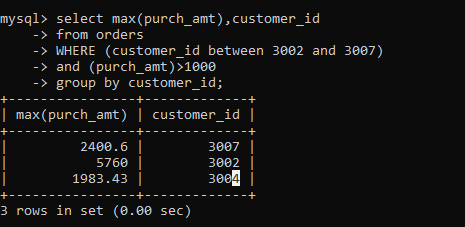 mysql> select max(purch_amt),customer_id
    -> from orders
    -> WHERE (customer_id between 3002 and 3007)
    -> and (purch_amt)>1000
    -> group by customer_id;
+----------------+-------------+
| max(purch_amt) | customer_id |
+----------------+-------------+
|         2400.6 |        3007 |
|           5760 |        3002 |
|        1983.43 |        3004 |
+----------------+-------------+
3 rows in set (0.00 sec)